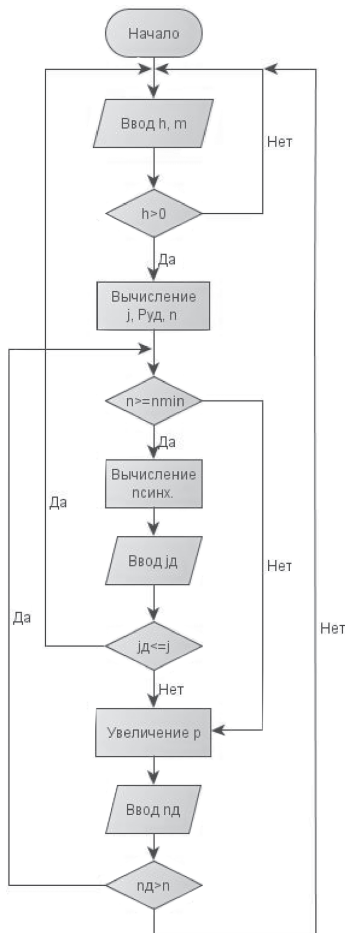 Начало
Ввод h, m
Нет
h>0
Да
Вычисление
j, Pуд, n
n>=nmin
Да
Вычисление
nсинх.
Да
Ввод jд
Нет
Да
Нет
jд<=j
Нет
Увеличение p
Ввод nд
nд>n